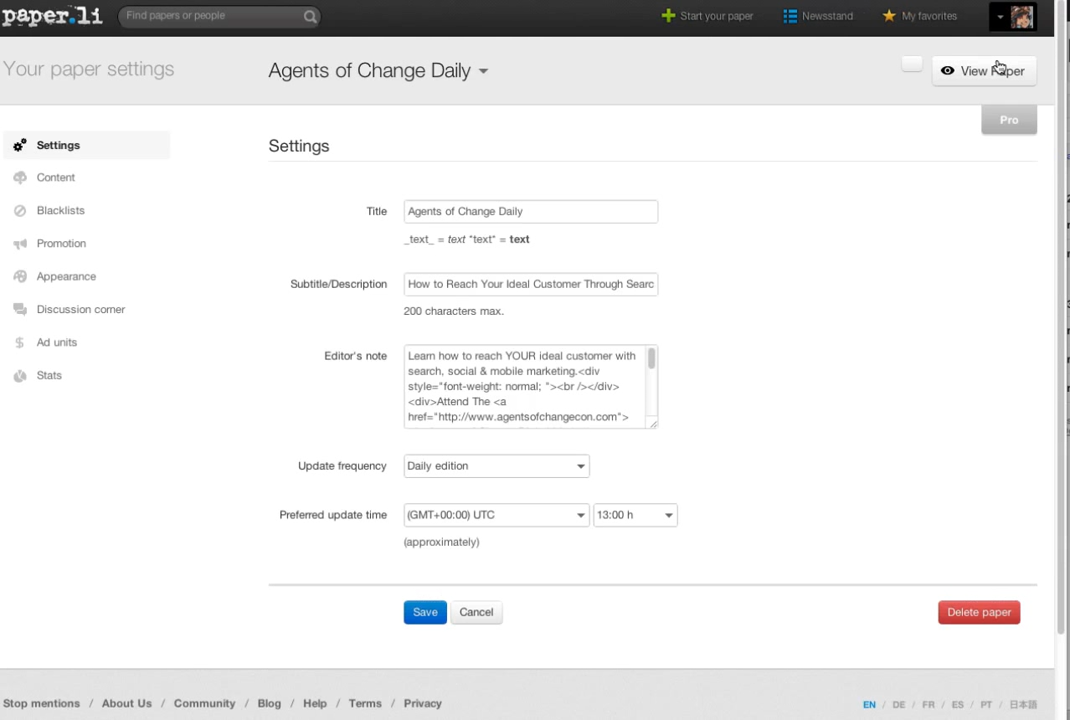 paper.li
Find papers or people
Start your paper
Newsstand
My favorites
Your paper settings
Agents of Change Daily
View Paper
Pro
Settings
Content
Blacklists
Promotion
Appearance
Discussion corner
Ad units
Stats
Settings
Title
Agents of Change Daily
_text_ = text *text* = text
Subtitle/Description
How to Reach Your Ideal Customer Through Searc
200 characters max.
Editor's note
Learn how to reach YOUR ideal customer with
search, social & mobile marketing.<div
style="font-weight: normal; "><br /></div>
<div>Attend The <a
href="http://www.agentsofchangecon.com">
Update frequency
Daily edition
Preferred update time
(GMT+00:00) UTC
13:00 h
(approximately)
Save
Cancel
Delete paper
Stop mentions / About Us / Community / Blog / Help / Terms / Privacy
EN / DE / FR / ES / PT / 日本語